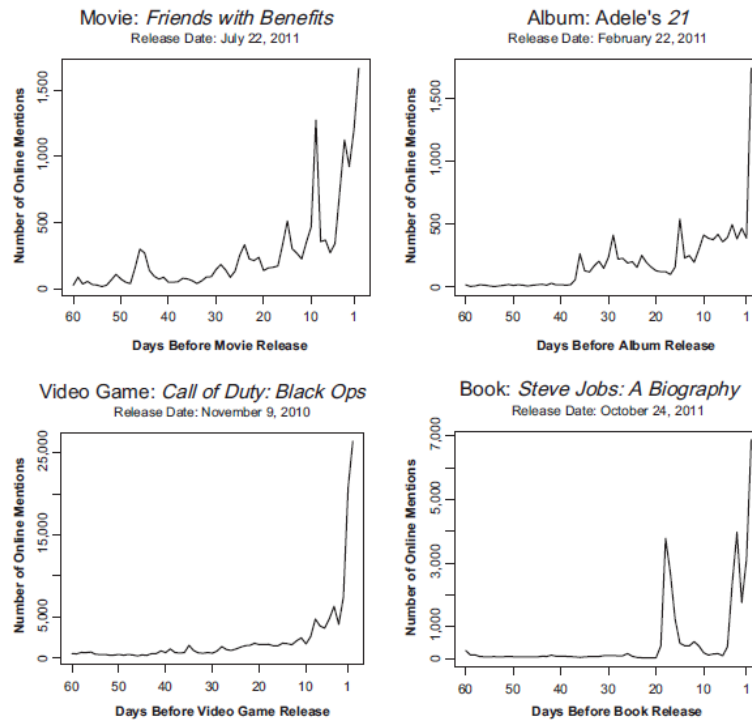 Movie: Friends with Benefits
Release Date: July 22, 2011
Number of Online Mentions
1,500
1,000
500
0
60 50 40 30 20 10 1
Days Before Movie Release
Album: Adele's 21
Release Date: February 22, 2011
Number of Online Mentions
1,500
1,000
500
0
60 50 40 30 20 10 1
Days Before Album Release
Video Game: Call of Duty: Black Ops
Release Date: November 9, 2010
Number of Online Mentions
25,000
15,000
5,000
0
60 50 40 30 20 10 1
Days Before Video Game Release
Book: Steve Jobs: A Biography
Release Date: October 24, 2011
Number of Online Mentions
7,000
5,000
3,000
1,000
0
60 50 40 30 20 10 1
Days Before Book Release